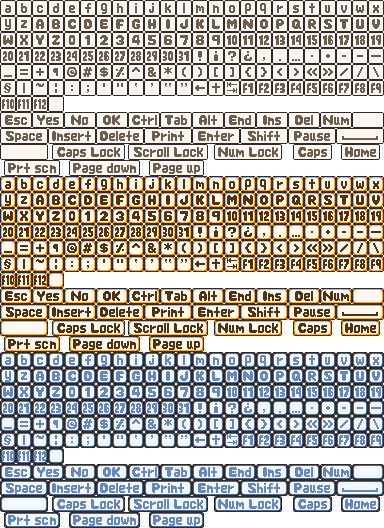 a b c d e f g h i j k l m n o p q r s t u v w x
y z A B C D E F G H I J K L M N O P Q R S T U V
W X Y Z 0 1 2 3 4 5 6 7 8 9 10 11 12 13 14 15 16 17 18 19
20 21 22 23 24 25 26 27 28 29 30 31 ! ¡ ? ¿ , . · … - – —
_ = + ¶ @ # $ % ^ & * ( ) [ ] { } < > « » / \
§ | ~ ¦ : ; ' " ‘ ’ “ ” ← ↑ F1 F2 F3 F4 F5 F6 F7 F8 F9
F10 F11 F12
Esc Yes No OK Ctrl Tab Alt End Ins Del Num
Space Insert Delete Print Enter Shift Pause
Caps Lock Scroll Lock Num Lock Caps Home
Prt scn Page down Page up
a b c d e f g h i j k l m n o p q r s t u v w x
y z A B C D E F G H I J K L M N O P Q R S T U V
W X Y Z 0 1 2 3 4 5 6 7 8 9 10 11 12 13 14 15 16 17 18 19
20 21 22 23 24 25 26 27 28 29 30 31 ! ¡ ? ¿ , . · … - – —
_ = + ¶ @ # $ % ^ & * ( ) [ ] { } < > « » / \
§ | ~ ¦ : ; ' " ‘ ’ “ ” ← ↑ F1 F2 F3 F4 F5 F6 F7 F8 F9
F10 F11 F12
Esc Yes No OK Ctrl Tab Alt End Ins Del Num
Space Insert Delete Print Enter Shift Pause
Caps Lock Scroll Lock Num Lock Caps Home
Prt scn Page down Page up
a b c d e f g h i j k l m n o p q r s t u v w x
y z A B C D E F G H I J K L M N O P Q R S T U V
W X Y Z 0 1 2 3 4 5 6 7 8 9 10 11 12 13 14 15 16 17 18 19
20 21 22 23 24 25 26 27 28 29 30 31 ! ¡ ? ¿ , . · … - – —
_ = + ¶ @ # $ % ^ & * ( ) [ ] { } < > « » / \
§ | ~ ¦ : ; ' " ‘ ’ “ ” ← ↑ F1 F2 F3 F4 F5 F6 F7 F8 F9
F10 F11 F12
Esc Yes No OK Ctrl Tab Alt End Ins Del Num
Space Insert Delete Print Enter Shift Pause
Caps Lock Scroll Lock Num Lock Caps Home
Prt scn Page down Page up